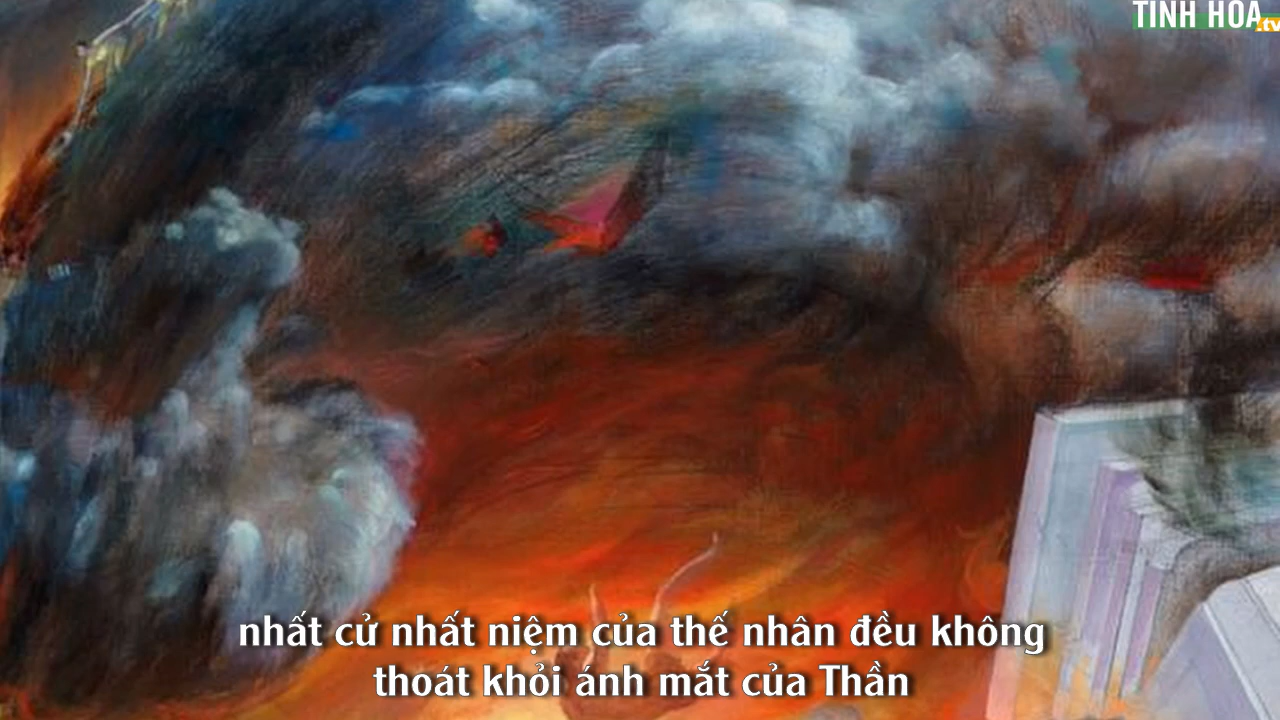 TINH HOA
.tv
nhất cử nhất niệm của thế nhân đều không
thoát khỏi ánh mắt của Thần